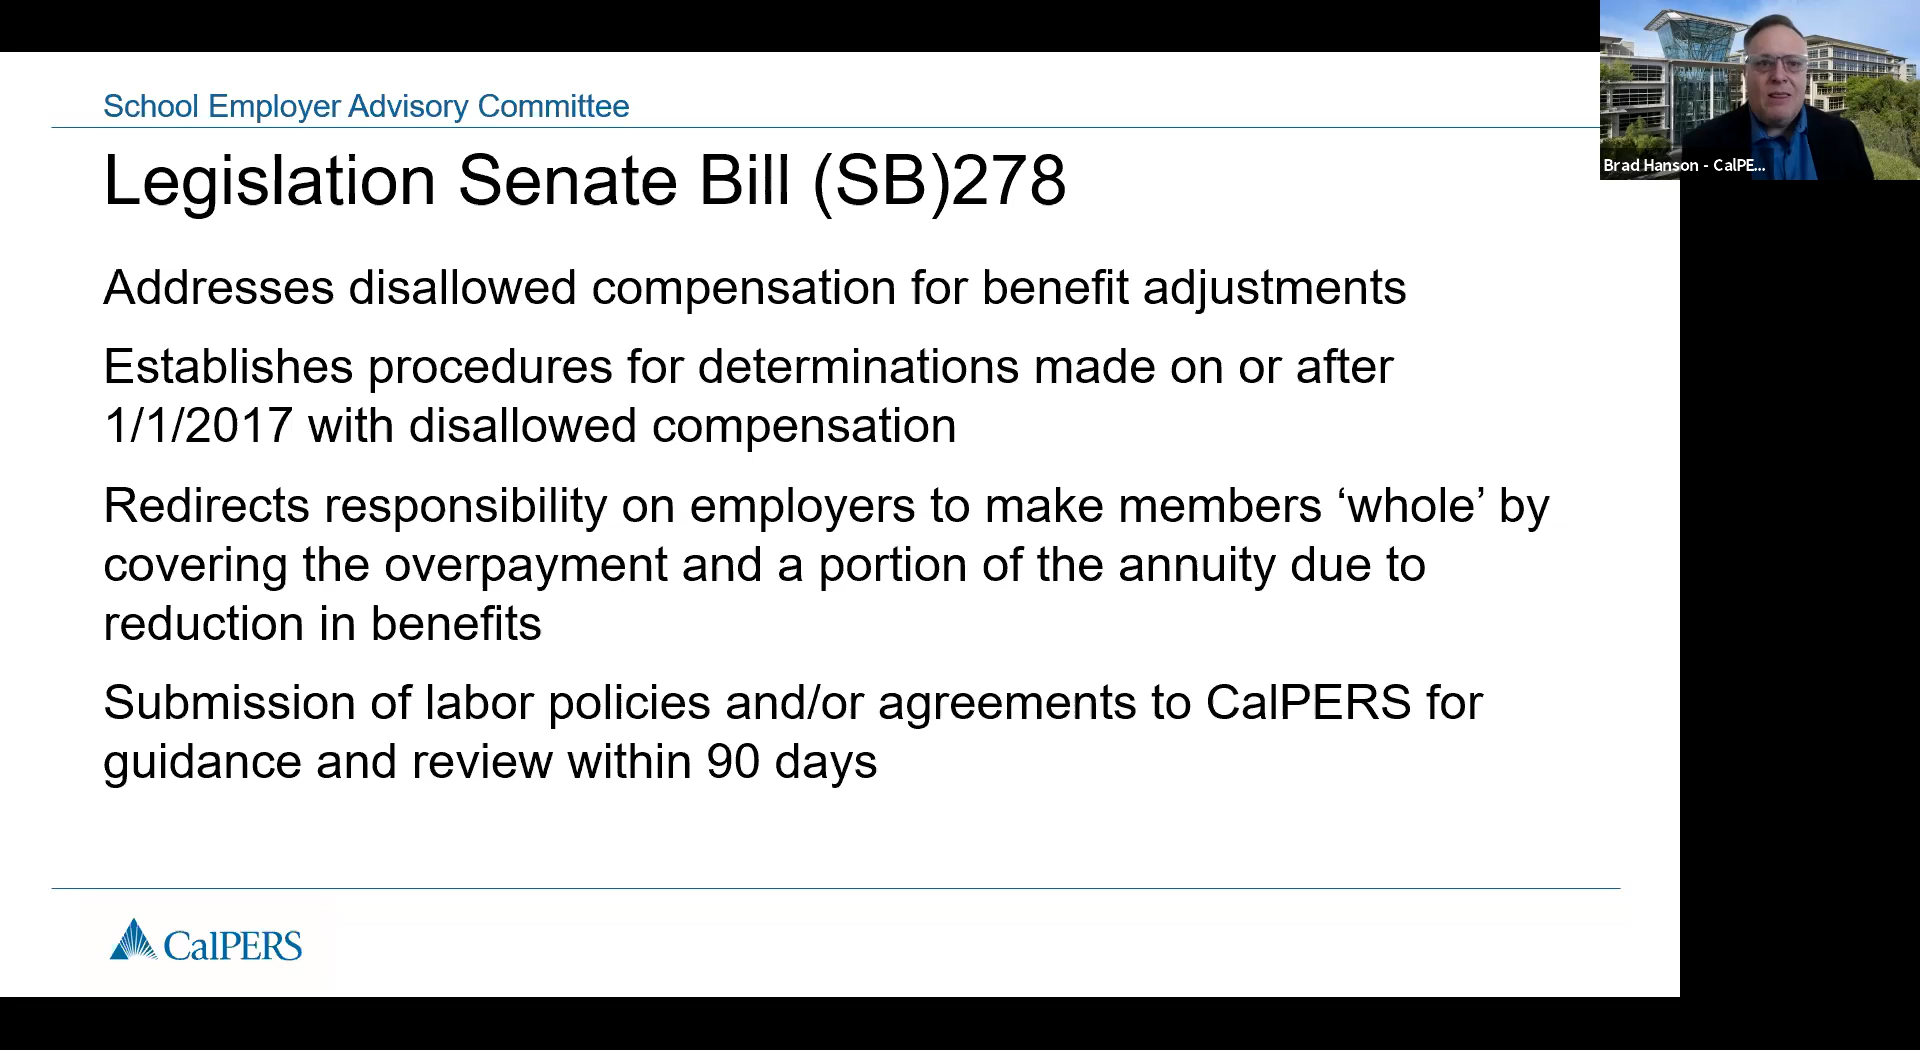 School Employer Advisory Committee
Legislation Senate Bill (SB)278
Addresses disallowed compensation for benefit adjustments
Establishes procedures for determinations made on or after
1/1/2017 with disallowed compensation
Redirects responsibility on employers to make members ‘whole’ by
covering the overpayment and a portion of the annuity due to
reduction in benefits
Submission of labor policies and/or agreements to CalPERS for
guidance and review within 90 days
CalPERS
Brad Hanson - CalPE...